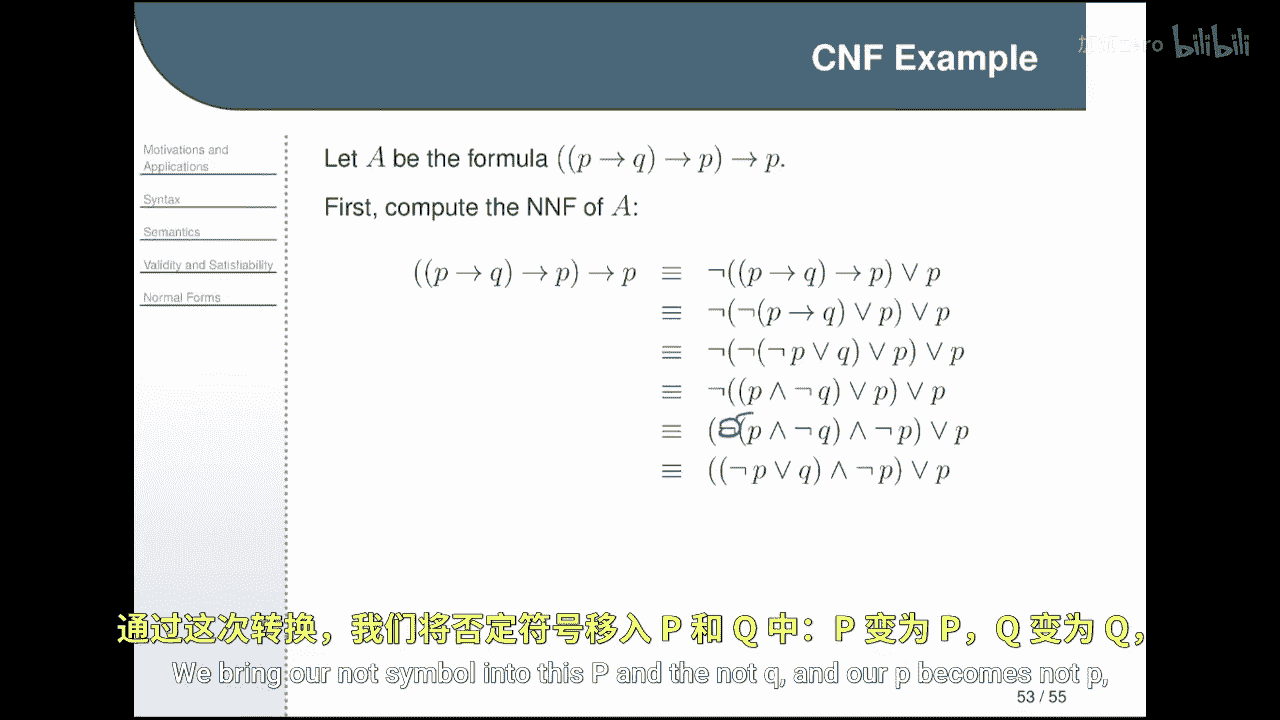 CNF Example
bilibili
Motivations and
Applications
Syntax
Semantics
Validity and Satisfiability
Normal Forms
Let A be the formula ((p → q) → p) → p.
First, compute the NNF of A:
((p → q) → p) → p ≡ ¬((p → q) → p) ∨ p
≡ ¬(¬(p → q) ∨ p) ∨ p
≡ ¬(¬(¬p ∨ q) ∨ p) ∨ p
≡ ¬((p ∧ ¬q) ∨ p) ∨ p
≡ (¬(p ∧ ¬q) ∧ ¬p) ∨ p
≡ ((¬p ∨ q) ∧ ¬p) ∨ p
通过这次转换，我们将否定符号移入 P 和 Q 中：P 变为 P，Q 变为 Q，
We bring our not symbol into this P and the not q, and our p becomes not p,
53 / 55